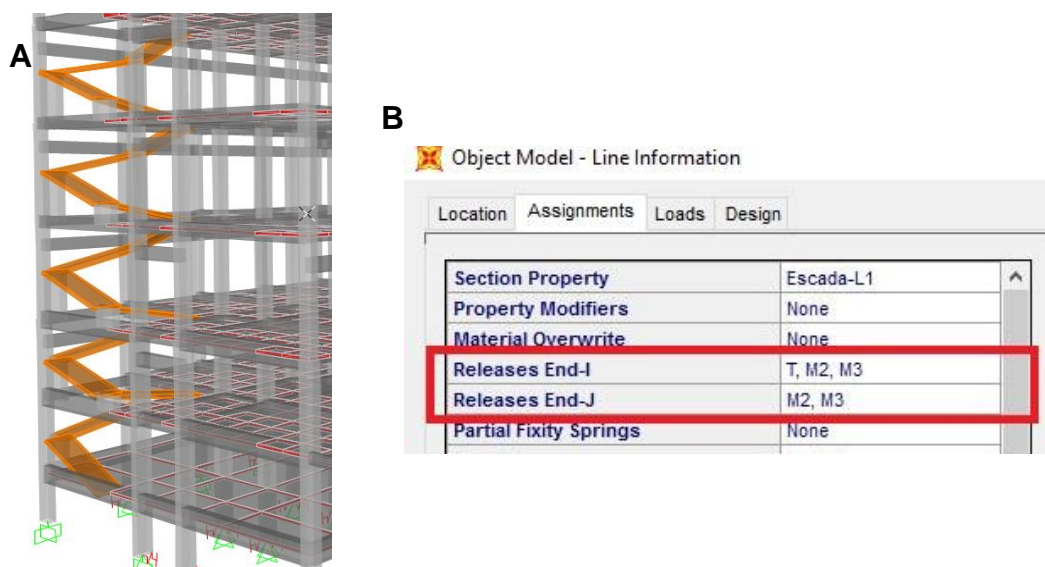 A
B
Object Model - Line Information
Location Assignments Loads Design
Section Property Escada-L1
Property Modifiers None
Material Overwrite None
Releases End-I T, M2, M3
Releases End-J M2, M3
Partial Fixity Springs None